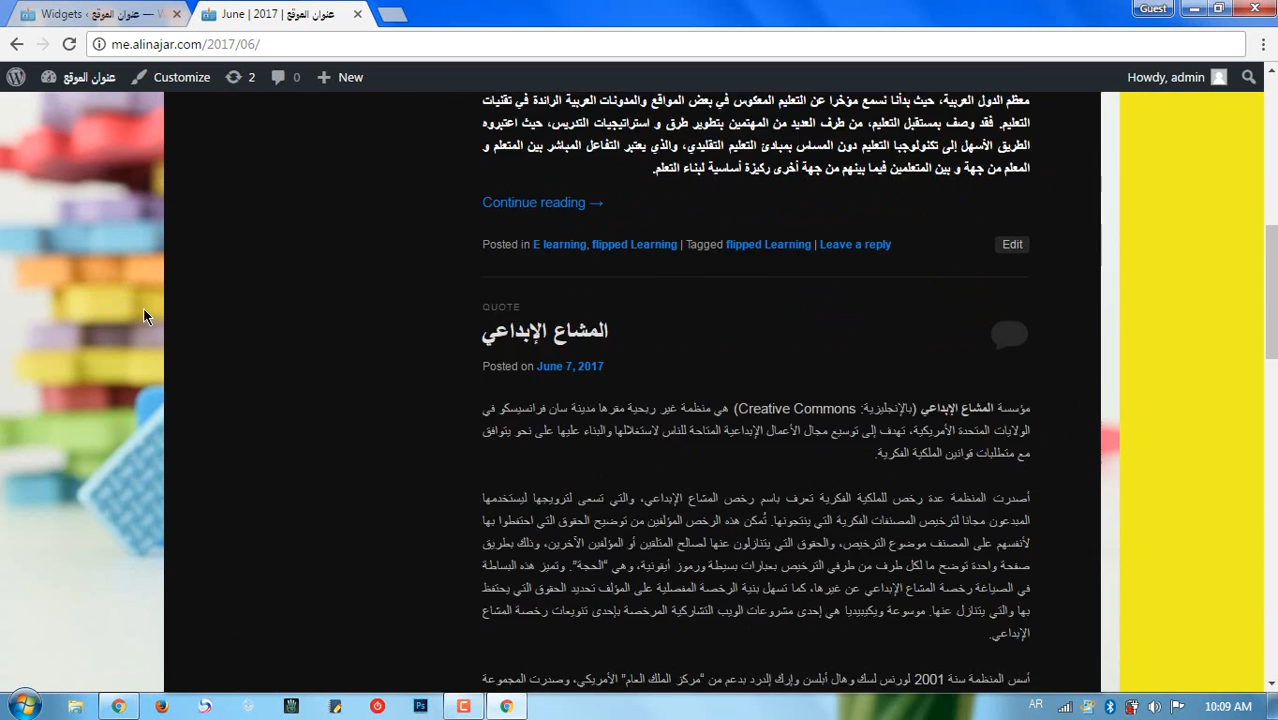 Widgets ‹ عنوان الموقع — W
June | 2017 | عنوان الموقع
Guest
me.alinajar.com/2017/06/
عنوان الموقع
Customize
2
0
New
Howdy, admin
معظم الدول العربية، حيث بدأنا نسمع مؤخرا عن التعليم المعكوس في بعض المواقع والمدونات العربية الرائدة في تقنيات
التعليم. فقد وصف بمستقبل التعليم، من طرف العديد من المهتمين بتطوير طرق و استراتيجيات التدريس، حيث اعتبروه
الطريق الأسهل إلى تكنولوجيا التعليم دون المساس بمبادئ التعليم التقليدي، والذي يعتبر التفاعل المباشر بين المتعلم و
المعلم من جهة و بين المتعلمين فيما بينهم من جهة أخرى ركيزة أساسية لبناء التعلم.
Continue reading →
Posted in E learning, flipped Learning | Tagged flipped Learning | Leave a reply
Edit
QUOTE
المشاع الإبداعي
Posted on June 7, 2017
مؤسسة المشاع الإبداعي (بالإنجليزية: Creative Commons) هي منظمة غير ربحية مقرها مدينة سان فرانسيسكو في
الولايات المتحدة الأمريكية، تهدف إلى توسيع مجال الأعمال الإبداعية المتاحة للناس لاستغلالها والبناء عليها على نحو يتوافق
مع متطلبات قوانين الملكية الفكرية.
أصدرت المنظمة عدة رخص للملكية الفكرية تعرف باسم رخص المشاع الإبداعي، والتي تسعى لترويجها ليستخدمها
المبدعون مجانا لترخيص المصنفات الفكرية التي ينتجونها. تُمكن هذه الرخص المؤلفين من توضيح الحقوق التي احتفظوا بها
لأنفسهم على المصنف موضوع الترخيص، والحقوق التي يتنازلون عنها لصالح المتلقين أو المؤلفين الآخرين، وذلك بطريق
صفحة واحدة توضح ما لكل طرف من طرفي الترخيص بعبارات بسيطة ورموز أيقونية، وهي “الحجة”. وتميز هذه البساطة
في الصياغة رخصة المشاع الإبداعي عن غيرها، كما تسهل بنية الرخصة المفصلية على المؤلف تحديد الحقوق التي يحتفظ
بها والتي يتنازل عنها. موسوعة ويكيبيديا هي إحدى مشروعات الويب التشاركية المرخصة بإحدى تنويعات رخصة المشاع
الإبداعي.
أسس المنظمة سنة 2001 لورنس لسك وهال أبلسن وإرك إلدرد بدعم من “مركز الملك العام” الأمريكي، وصدرت المجموعة
AR
10:09 AM